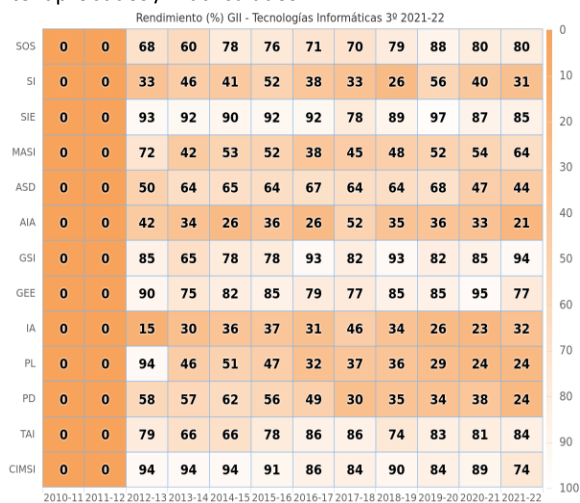 Rendimiento (%) GII - Tecnologías Informáticas 3º 2021-22
SOS 0 0 68 60 78 76 71 70 79 88 80 80
SI 0 0 33 46 41 52 38 33 26 56 40 31
SIE 0 0 93 92 90 92 92 78 89 97 87 85
MASI 0 0 72 42 53 52 38 45 48 52 54 64
ASD 0 0 50 64 65 64 67 64 64 68 47 44
AIA 0 0 42 34 26 36 26 52 35 36 33 21
GSI 0 0 85 65 78 78 93 82 93 82 85 94
GEE 0 0 90 75 82 85 79 77 85 85 95 77
IA 0 0 15 30 36 37 31 46 34 26 23 32
PL 0 0 94 46 51 47 32 37 36 29 24 24
PD 0 0 58 57 62 56 49 30 35 34 38 24
TAI 0 0 79 66 66 78 86 86 74 83 81 84
CIMSI 0 0 94 94 94 91 86 84 90 84 89 74
2010-11 2011-12 2012-13 2013-14 2014-15 2015-16 2016-17 2017-18 2018-19 2019-20 2020-21 2021-22
0
10
20
30
40
50
60
70
80
90
100